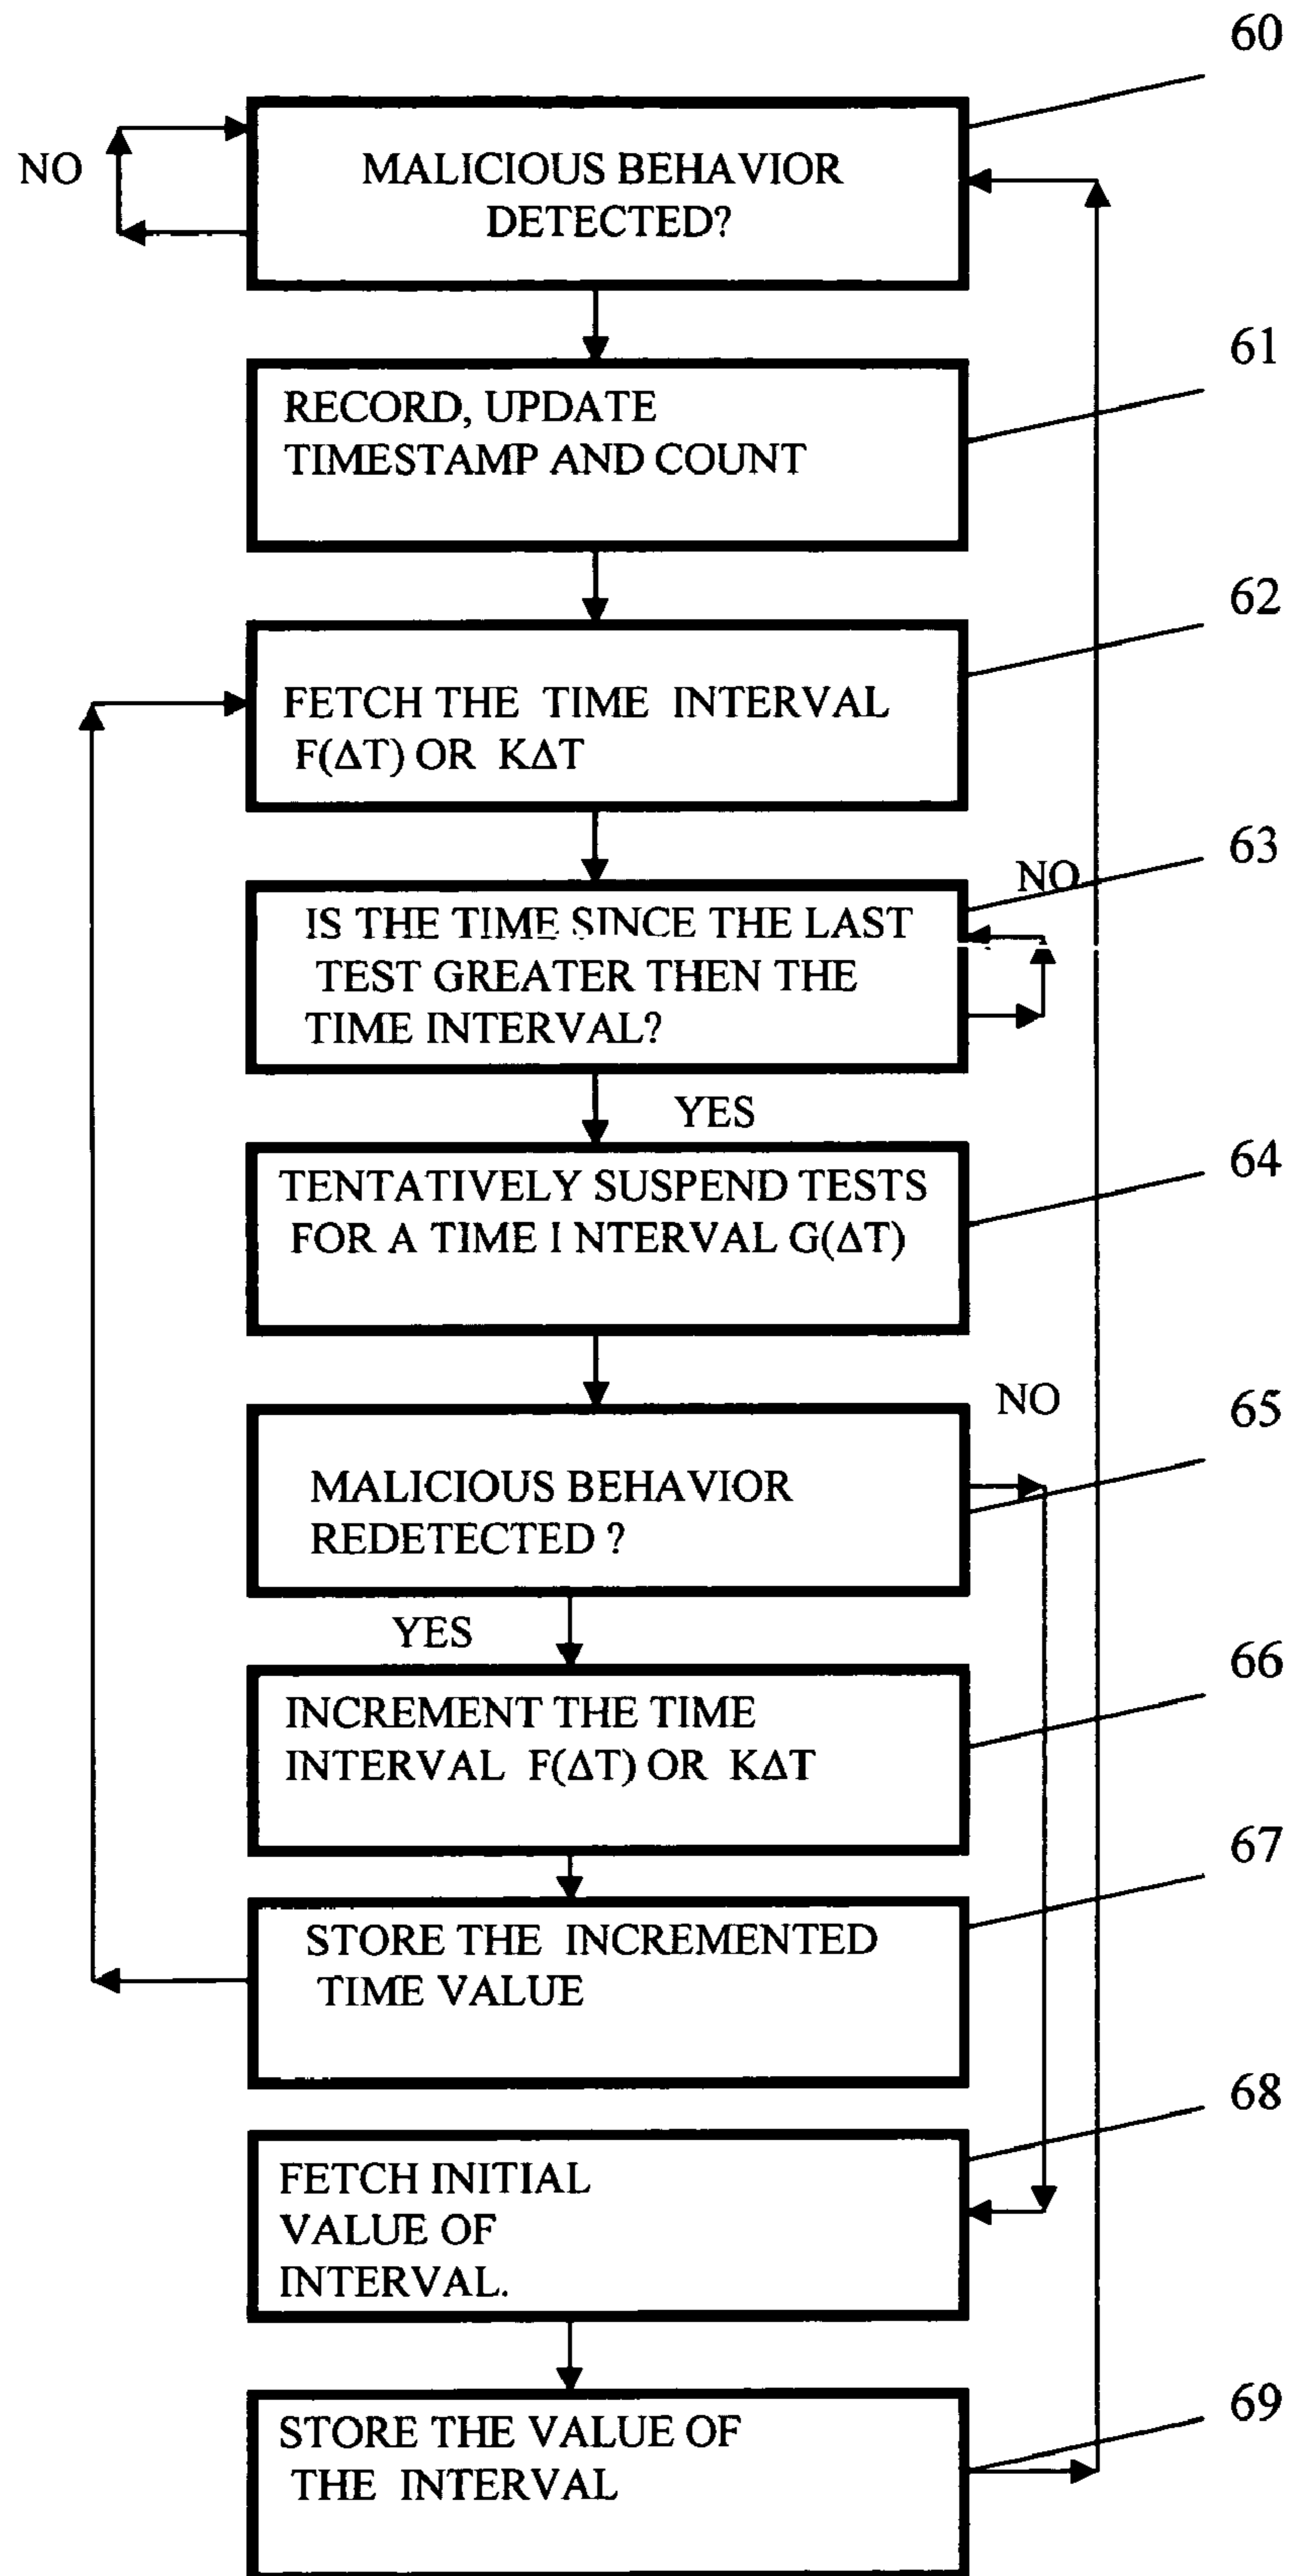 60
NO
MALICIOUS BEHAVIOR
DETECTED?
61
RECORD, UPDATE
TIMESTAMP AND COUNT
62
FETCH THE TIME INTERVAL
F(ΔT) OR KΔT
63
NO
IS THE TIME SINCE THE LAST
TEST GREATER THEN THE
TIME INTERVAL?
YES
64
TENTATIVELY SUSPEND TESTS
FOR A TIME I NTERVAL G(ΔT)
NO
65
MALICIOUS BEHAVIOR
REDETECTED ?
YES
66
INCREMENT THE TIME
INTERVAL F(ΔT) OR KΔT
67
STORE THE INCREMENTED
TIME VALUE
68
FETCH INITIAL
VALUE OF
INTERVAL.
69
STORE THE VALUE OF
THE INTERVAL